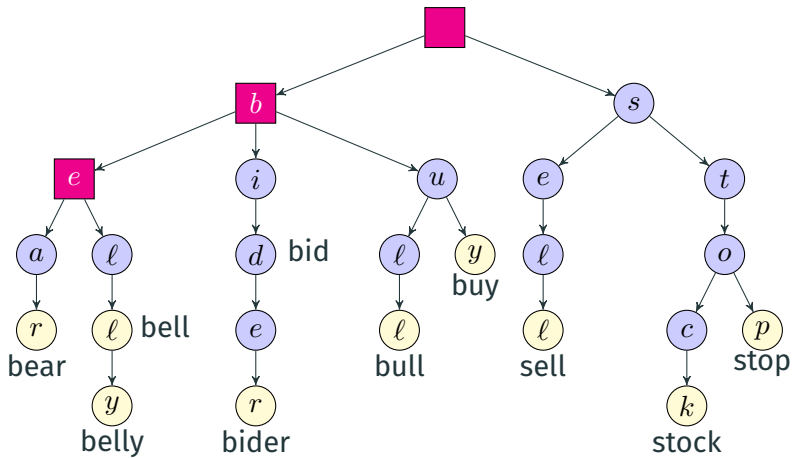 b s
e i u e t
a ℓ d bid ℓ y ℓ o
buy
r ℓ bell e ℓ ℓ c p
bear bull sell stop
y r k
belly bider stock